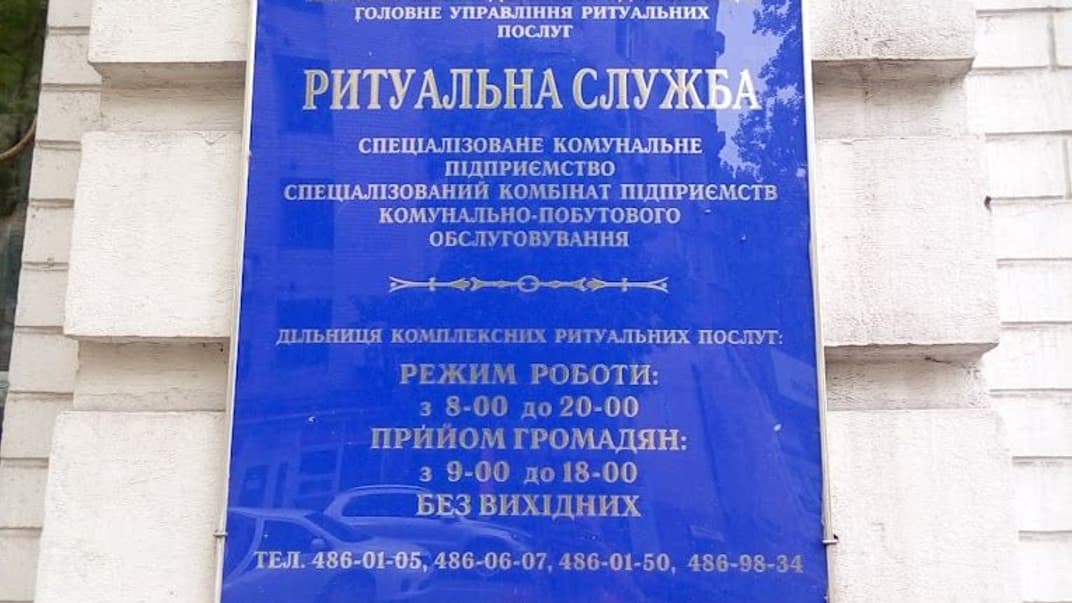 ГОЛОВНЕ УПРАВЛІННЯ РИТУАЛЬНИХ
ПОСЛУГ
РИТУАЛЬНА СЛУЖБА
СПЕЦІАЛІЗОВАНЕ КОМУНАЛЬНЕ
ПІДПРИЄМСТВО
СПЕЦІАЛІЗОВАНИЙ КОМБІНАТ ПІДПРИЄМСТВ
КОМУНАЛЬНО-ПОБУТОВОГО
ОБСЛУГОВУВАННЯ
ДІЛЬНИЦЯ КОМПЛЕКСНИХ РИТУАЛЬНИХ ПОСЛУГ:
РЕЖИМ РОБОТИ:
з 8-00 до 20-00
ПРИЙОМ ГРОМАДЯН:
з 9-00 до 18-00
БЕЗ ВИХІДНИХ
ТЕЛ. 486-01-05, 486-06-07, 486-01-50, 486-98-34